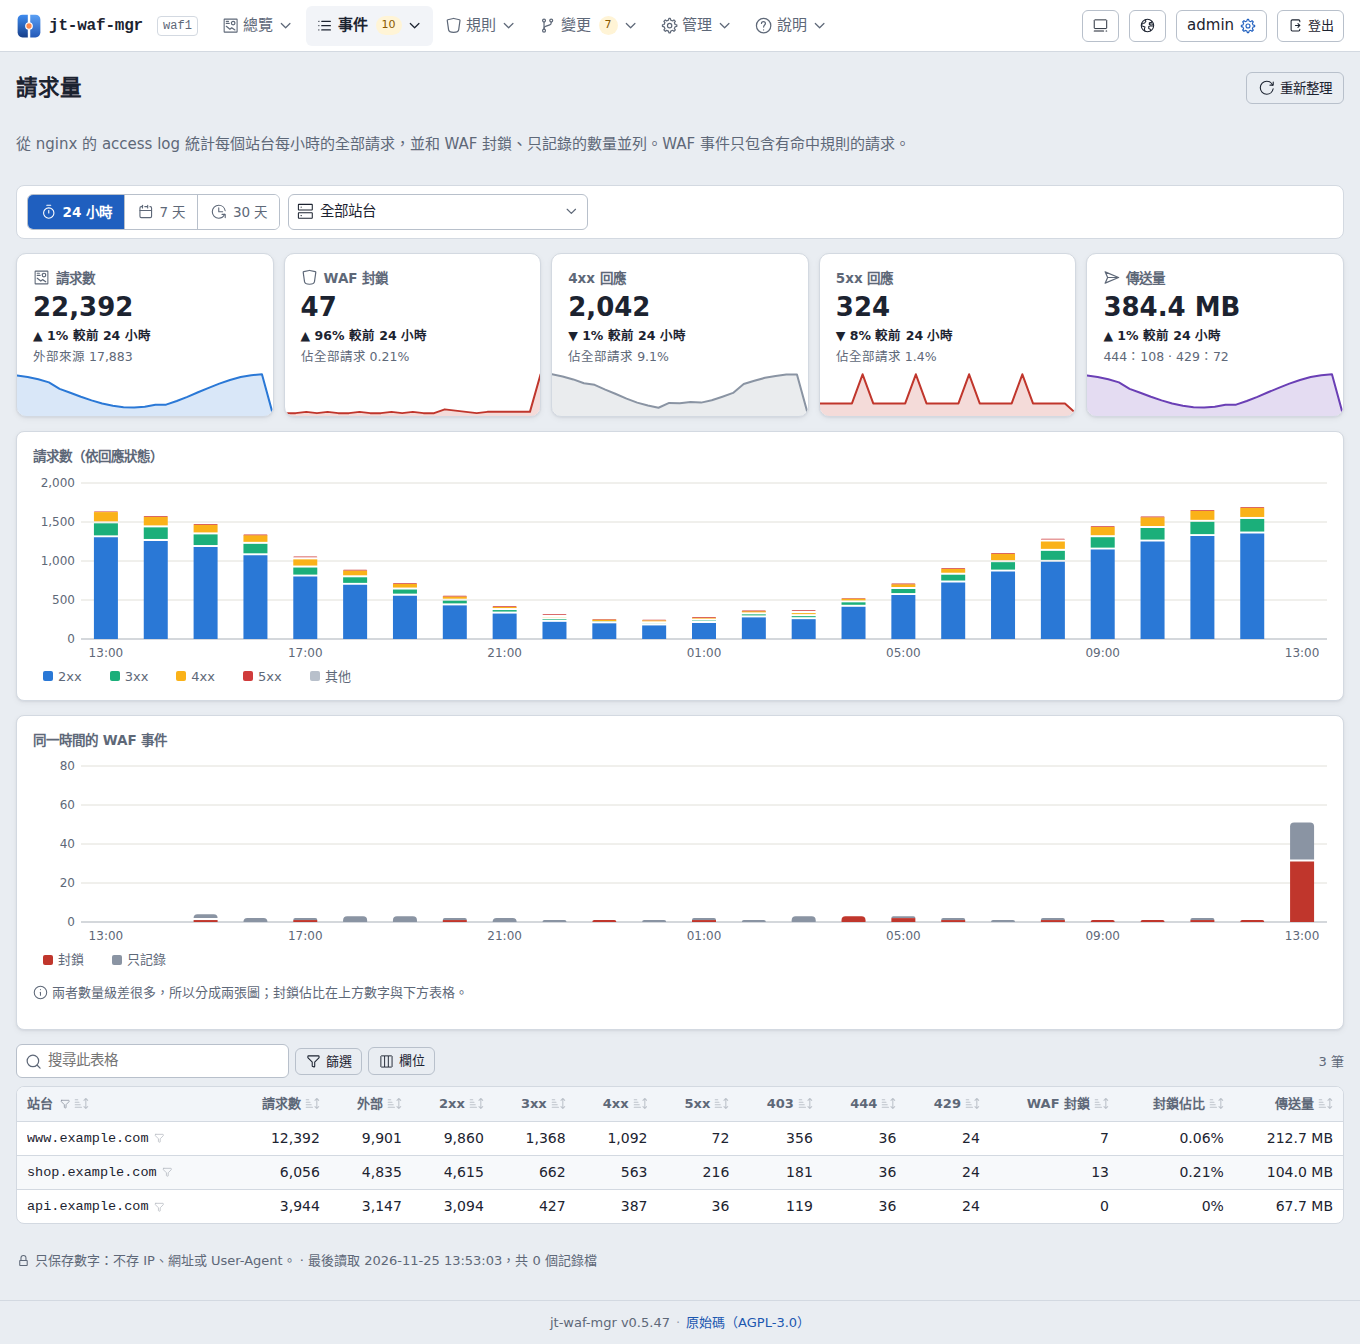 jt-waf-mgr waf1 總覽 事件 10 規則 變更 7 管理 說明 admin 登出
請求量 重新整理
從 nginx 的 access log 統計每個站台每小時的全部請求，並和 WAF 封鎖、只記錄的數量並列。WAF 事件只包含有命中規則的請求。
24 小時 7 天 30 天 全部站台
請求數 WAF 封鎖 4xx 回應 5xx 回應 傳送量
22,392 47 2,042 324 384.4 MB
▲ 1% 較前 24 小時 ▲ 96% 較前 24 小時 ▼ 1% 較前 24 小時 ▼ 8% 較前 24 小時 ▲ 1% 較前 24 小時
外部來源 17,883 佔全部請求 0.21% 佔全部請求 9.1% 佔全部請求 1.4% 444：108 · 429：72
請求數（依回應狀態）
2,000
1,500
1,000
500
0
13:00 17:00 21:00 01:00 05:00 09:00 13:00
2xx 3xx 4xx 5xx 其他
同一時間的 WAF 事件
80
60
40
20
0
13:00 17:00 21:00 01:00 05:00 09:00 13:00
封鎖 只記錄
兩者數量級差很多，所以分成兩張圖；封鎖佔比在上方數字與下方表格。
搜尋此表格 篩選 欄位 3 筆
站台 請求數 外部 2xx 3xx 4xx 5xx 403 444 429 WAF 封鎖 封鎖佔比 傳送量
www.example.com 12,392 9,901 9,860 1,368 1,092 72 356 36 24 7 0.06% 212.7 MB
shop.example.com 6,056 4,835 4,615 662 563 216 181 36 24 13 0.21% 104.0 MB
api.example.com 3,944 3,147 3,094 427 387 36 119 36 24 0 0% 67.7 MB
只保存數字：不存 IP、網址或 User-Agent。 · 最後讀取 2026-11-25 13:53:03，共 0 個記錄檔
jt-waf-mgr v0.5.47 · 原始碼（AGPL-3.0）